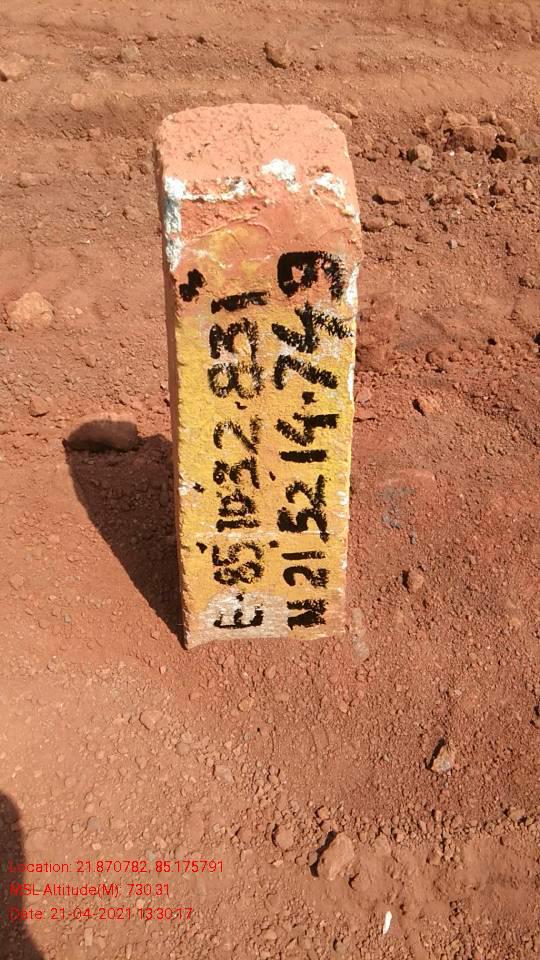 E. 85° 10' 32.831"
N 21° 52' 14.749
Location: 21.870782, 85.175791
MSL-Altitude(M): 730.31
Date: 21-04-2021 13:30:17